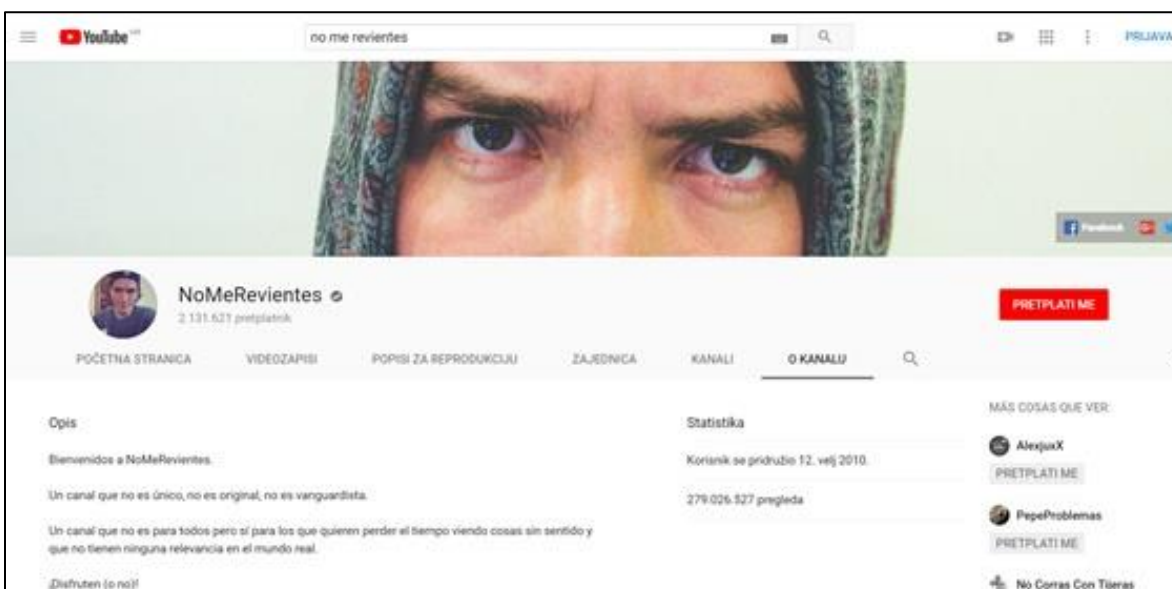 YouTube HR
no me revientes
PRIJAVA
Facebook
NoMeRevientes
2.131.621 pretplatnik
PRETPLATI ME
POČETNA STRANICA VIDEOZAPISI POPISI ZA REPRODUKCIJU ZAJEDNICA KANALI O KANALU
Opis
Bienvenidos a NoMeRevientes.
Un canal que no es único, no es original, no es vanguardista.
Un canal que no es para todos pero sí para los que quieren perder el tiempo viendo cosas sin sentido y
que no tienen ninguna relevancia en el mundo real.
¡Disfruten (o no)!
Statistika
Korisnik se pridružio 12. velj 2010.
279.026.527 pregleda
MÁS COSAS QUE VER:
AlexjuxX
PRETPLATI ME
PepeProblemas
PRETPLATI ME
No Corras Con Tijeras